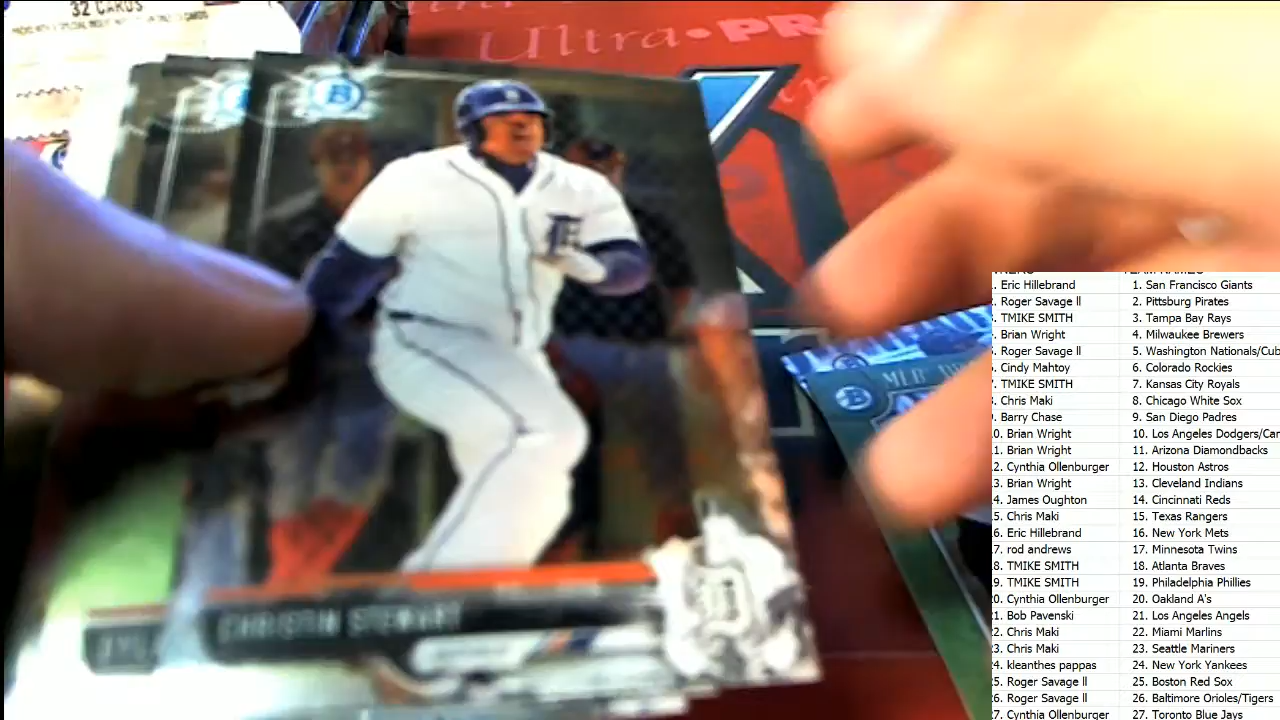 32 CARDS
Ultra•PR
B
B
D
B
MLB
CHRISTIN STEWART
. Eric Hillebrand 1. San Francisco Giants
. Roger Savage ll 2. Pittsburg Pirates
. TMIKE SMITH 3. Tampa Bay Rays
. Brian Wright 4. Milwaukee Brewers
. Roger Savage ll 5. Washington Nationals/Cub
. Cindy Mahtoy 6. Colorado Rockies
. TMIKE SMITH 7. Kansas City Royals
. Chris Maki 8. Chicago White Sox
. Barry Chase 9. San Diego Padres
0. Brian Wright 10. Los Angeles Dodgers/Car
1. Brian Wright 11. Arizona Diamondbacks
2. Cynthia Ollenburger 12. Houston Astros
3. Brian Wright 13. Cleveland Indians
4. James Oughton 14. Cincinnati Reds
5. Chris Maki 15. Texas Rangers
6. Eric Hillebrand 16. New York Mets
7. rod andrews 17. Minnesota Twins
8. TMIKE SMITH 18. Atlanta Braves
9. TMIKE SMITH 19. Philadelphia Phillies
0. Cynthia Ollenburger 20. Oakland A's
1. Bob Pavenski 21. Los Angeles Angels
2. Chris Maki 22. Miami Marlins
3. Chris Maki 23. Seattle Mariners
4. kleanthes pappas 24. New York Yankees
5. Roger Savage ll 25. Boston Red Sox
6. Roger Savage ll 26. Baltimore Orioles/Tigers
7. Cynthia Ollenburger 27. Toronto Blue Jays